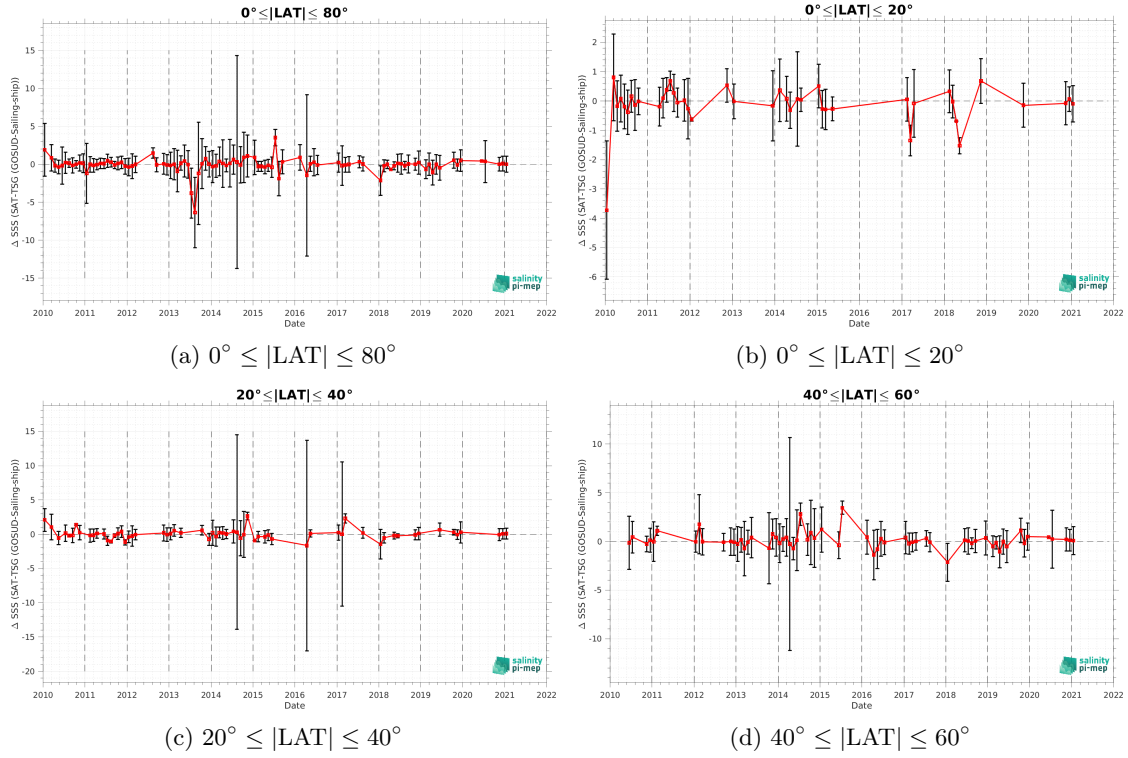 0°≤|LAT|≤ 80°
Δ SSS (SAT-TSG (GOSUD-Sailing-ship))
15
10
5
0
-5
-10
-15
2010 2011 2012 2013 2014 2015 2016 2017 2018 2019 2020 2021 2022
Date
salinity
pi-mep
(a) 0° ≤ |LAT| ≤ 80°
0°≤|LAT|≤ 20°
Δ SSS (SAT-TSG (GOSUD-Sailing-ship))
2
1
0
-1
-2
-3
-4
-5
-6
2010 2011 2012 2013 2014 2015 2016 2017 2018 2019 2020 2021 2022
Date
salinity
pi-mep
(b) 0° ≤ |LAT| ≤ 20°
20°≤|LAT|≤ 40°
Δ SSS (SAT-TSG (GOSUD-Sailing-ship))
15
10
5
0
-5
-10
-15
-20
2010 2011 2012 2013 2014 2015 2016 2017 2018 2019 2020 2021 2022
Date
salinity
pi-mep
(c) 20° ≤ |LAT| ≤ 40°
40°≤|LAT|≤ 60°
Δ SSS (SAT-TSG (GOSUD-Sailing-ship))
10
5
0
-5
-10
2010 2011 2012 2013 2014 2015 2016 2017 2018 2019 2020 2021 2022
Date
salinity
pi-mep
(d) 40° ≤ |LAT| ≤ 60°